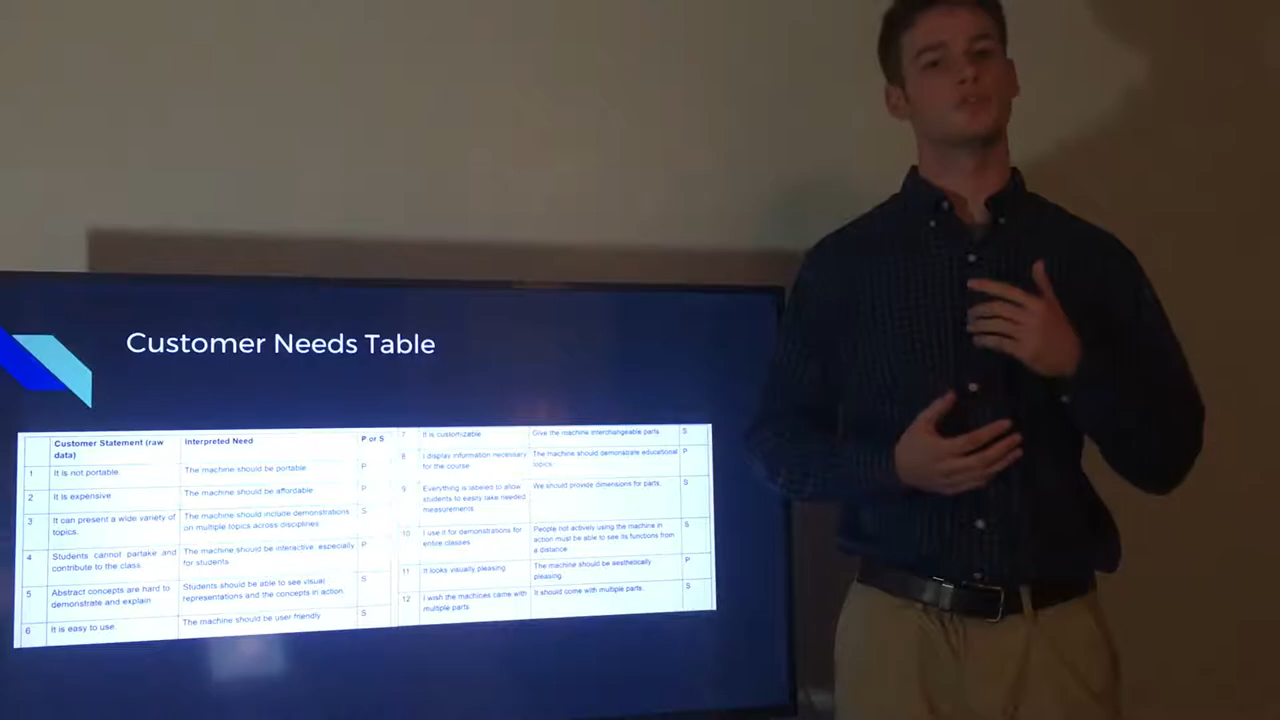 Customer Needs Table
Customer Statement (raw
data)
Interpreted Need
P or S
1
It is not portable.
The machine should be portable.
P
2
It is expensive
The machine should be affordable.
P
3
It can present a wide variety of
topics.
The machine should include demonstrations
on multiple topics across disciplines
S
4
Students cannot partake and
contribute to the class.
The machine should be interactive especially
for students
P
5
Abstract concepts are hard to
demonstrate and explain
Students should be able to see visual
representations and the concepts in action.
S
6
It is easy to use.
The machine should be user friendly
S
7
It is customizable.
Give the machine interchangeable parts
S
8
I display information necessary
for the course
The machine should demonstrate educational
topics.
P
9
Everything is labeled to allow
students to easily take needed
measurements.
We should provide dimensions for parts.
S
10
I use it for demonstrations for
entire classes
People not actively using the machine in
action must be able to see its functions from
a distance
S
11
It looks visually pleasing
The machine should be aesthetically
pleasing.
P
12
I wish the machines came with
multiple parts
It should come with multiple parts.
S